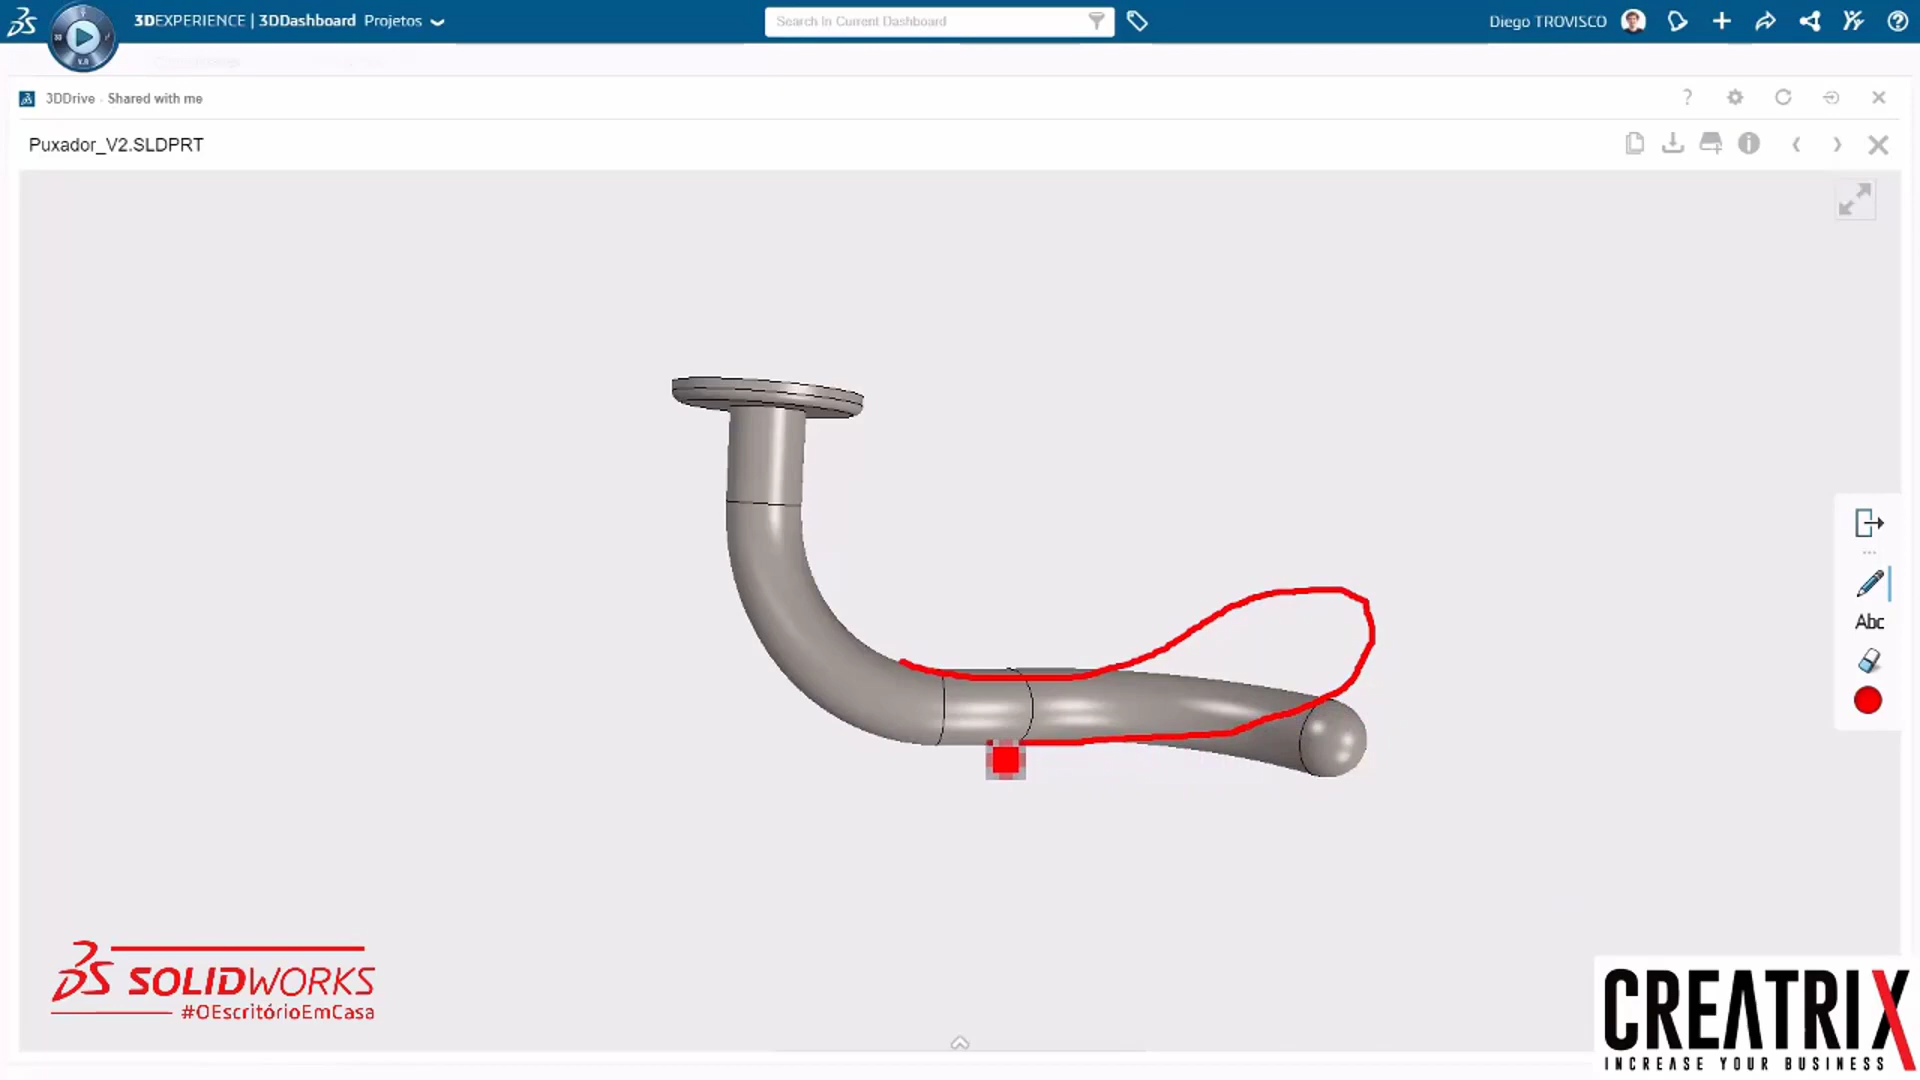 3DEXPERIENCE | 3DDashboard Projetos
Search In Current Dashboard
Diego TROVISCO
3DDrive - Shared with me
Puxador_V2.SLDPRT
Abc
SOLIDWORKS
#OEscritórioEmCasa
CREATRIX
INCREASE YOUR BUSINESS